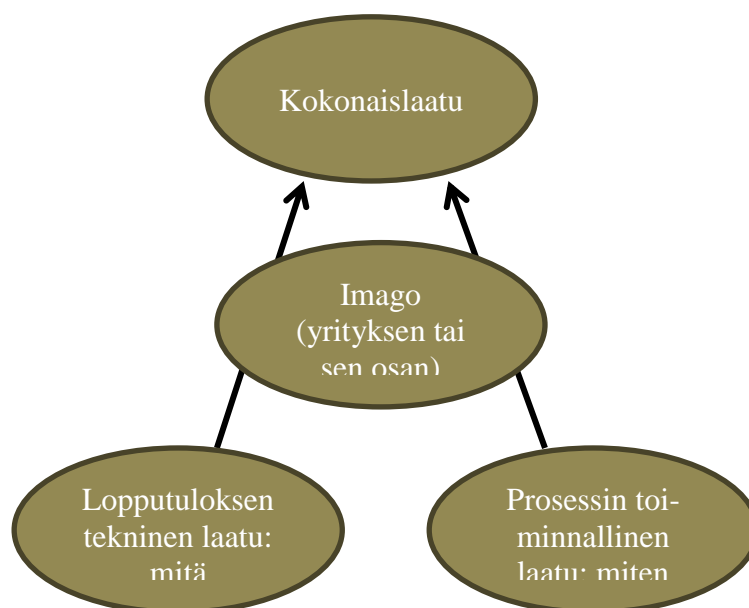 Kokonaislaatu
Imago
(yrityksen tai
sen osan)
Lopputuloksen
tekninen laatu:
mitä
Prosessin toi-
minnallinen
laatu: miten